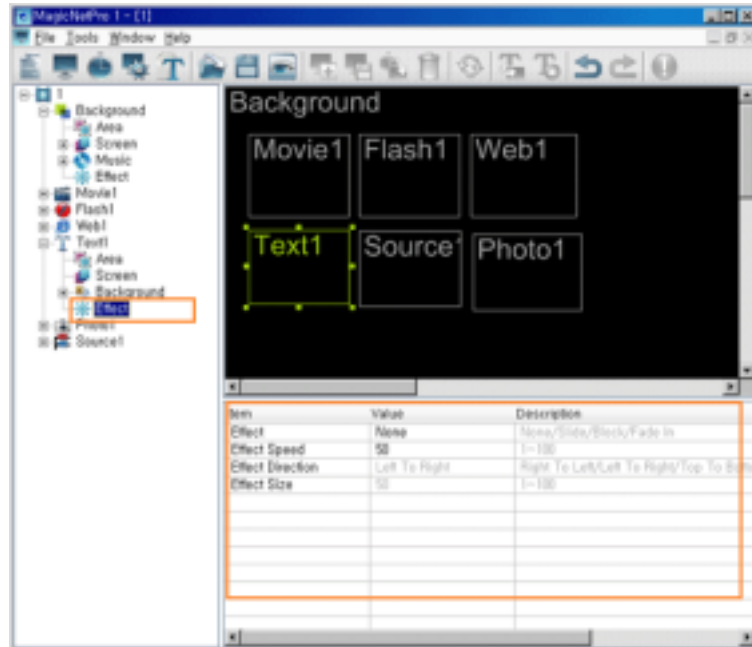 MagicNetPro 1 - [1]
File Tools Window Help
1
Background
Area
Screen
Music
Effect
Movie1
Flash1
Web1
Text1
Area
Screen
Background
Effect
Photo1
Source1
Background
Movie1 Flash1 Web1
Text1 Source1 Photo1
Item Value Description
Effect None None/Slide/Block/Fade In
Effect Speed 50 1~100
Effect Direction Left To Right Right To Left/Left To Right/Top To Bott
Effect Size 50 1~100